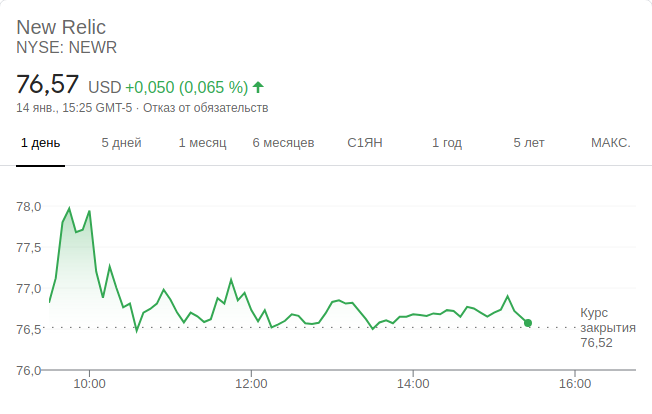 New Relic
NYSE: NEWR
76,57 USD +0,050 (0,065 %)
14 янв., 15:25 GMT-5 · Отказ от обязательств
1 день 5 дней 1 месяц 6 месяцев С1ЯН 1 год 5 лет МАКС.
78,0
77,5
77,0
76,5
76,0
Курс
закрытия
76,52
10:00 12:00 14:00 16:00